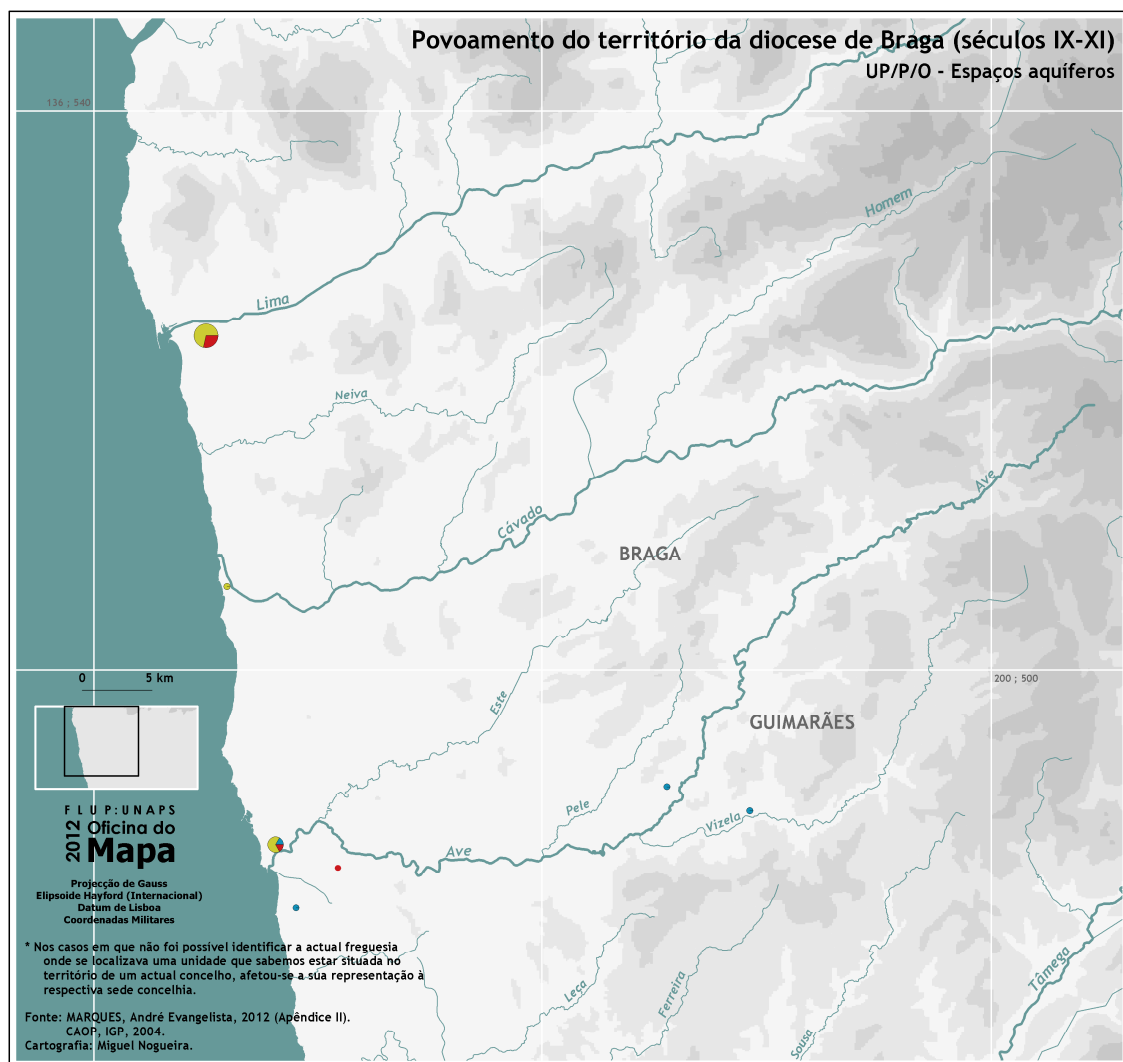 Povoamento do território da diocese de Braga (séculos IX-XI)
UP/P/O - Espaços aquíferos
136 ; 540
Homem
Lima
Neiva
Ave
Cávado
BRAGA
0 5 km
200 ; 500
Este
GUIMARÃES
F L U P : U N A P S
2012 Oficina do
Mapa
Pele
Vizela
Ave
Projecção de Gauss
Elipsoide Hayford (Internacional)
Datum de Lisboa
Coordenadas Militares
* Nos casos em que não foi possível identificar a actual freguesia
onde se localizava uma unidade que sabemos estar situada no
território de um actual concelho, afetou-se a sua representação à
respectiva sede concelhia.
Leça
Ferreira
Tâmega
Sousa
Fonte: MARQUES, André Evangelista, 2012 (Apêndice II).
CAOP, IGP, 2004.
Cartografia: Miguel Nogueira.